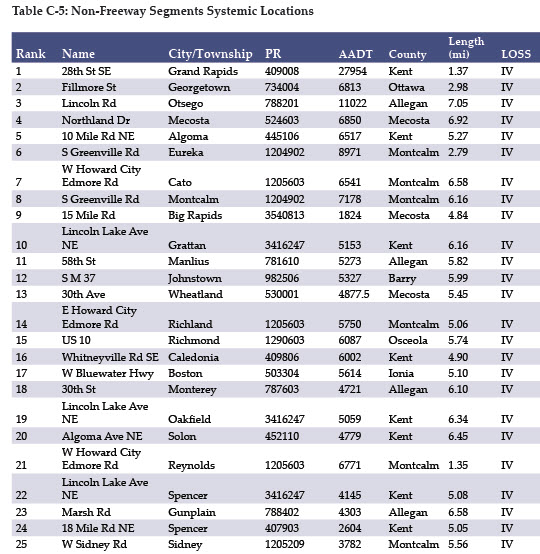 Table C-5: Non-Freeway Segments Systemic Locations
Rank Name City/Township PR AADT County Length (mi) LOSS
1 28th St SE Grand Rapids 409008 27954 Kent 1.37 IV
2 Fillmore St Georgetown 734004 6813 Ottawa 2.98 IV
3 Lincoln Rd Otsego 788201 11022 Allegan 7.05 IV
4 Northland Dr Mecosta 524603 6850 Mecosta 6.92 IV
5 10 Mile Rd NE Algoma 445106 6517 Kent 5.27 IV
6 S Greenville Rd Eureka 1204902 8971 Montcalm 2.79 IV
7 W Howard City Edmore Rd Cato 1205603 6541 Montcalm 6.58 IV
8 S Greenville Rd Montcalm 1204902 7178 Montcalm 6.16 IV
9 15 Mile Rd Big Rapids 3540813 1824 Mecosta 4.84 IV
10 Lincoln Lake Ave NE Grattan 3416247 5153 Kent 6.16 IV
11 58th St Manlius 781610 5273 Allegan 5.82 IV
12 S M 37 Johnstown 982506 5327 Barry 5.99 IV
13 30th Ave Wheatland 530001 4877.5 Mecosta 5.45 IV
14 E Howard City Edmore Rd Richland 1205603 5750 Montcalm 5.06 IV
15 US 10 Richmond 1290603 6087 Osceola 5.74 IV
16 Whitneyville Rd SE Caledonia 409806 6002 Kent 4.90 IV
17 W Bluewater Hwy Boston 503304 5614 Ionia 5.10 IV
18 30th St Monterey 787603 4721 Allegan 6.10 IV
19 Lincoln Lake Ave NE Oakfield 3416247 5059 Kent 6.34 IV
20 Algoma Ave NE Solon 452110 4779 Kent 6.45 IV
21 W Howard City Edmore Rd Reynolds 1205603 6771 Montcalm 1.35 IV
22 Lincoln Lake Ave NE Spencer 3416247 4145 Kent 5.08 IV
23 Marsh Rd Gunplain 788402 4303 Allegan 6.58 IV
24 18 Mile Rd NE Spencer 407903 2604 Kent 5.05 IV
25 W Sidney Rd Sidney 1205209 3782 Montcalm 5.56 IV